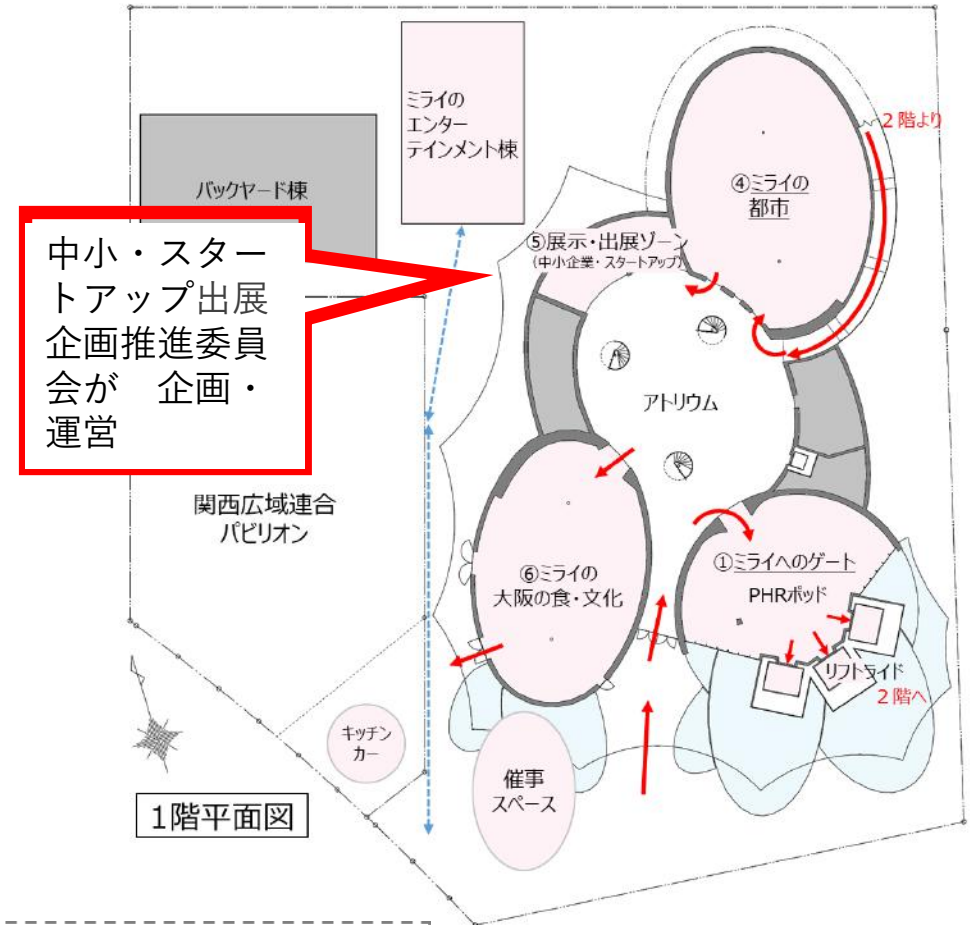 ミライの
エンター
テインメント棟
バックヤード棟
2階より
④ミライの
都市
⑤展示・出展ゾーン
(中小企業・スタートアップ)
中小・スター
トアップ出展
企画推進委員
会が　企画・
運営
アトリウム
関西広域連合
パビリオン
①ミライへのゲート
PHRポッド
⑥ミライの
大阪の食・文化
リフトライド
2階へ
キッチン
カー
催事
スペース
1階平面図